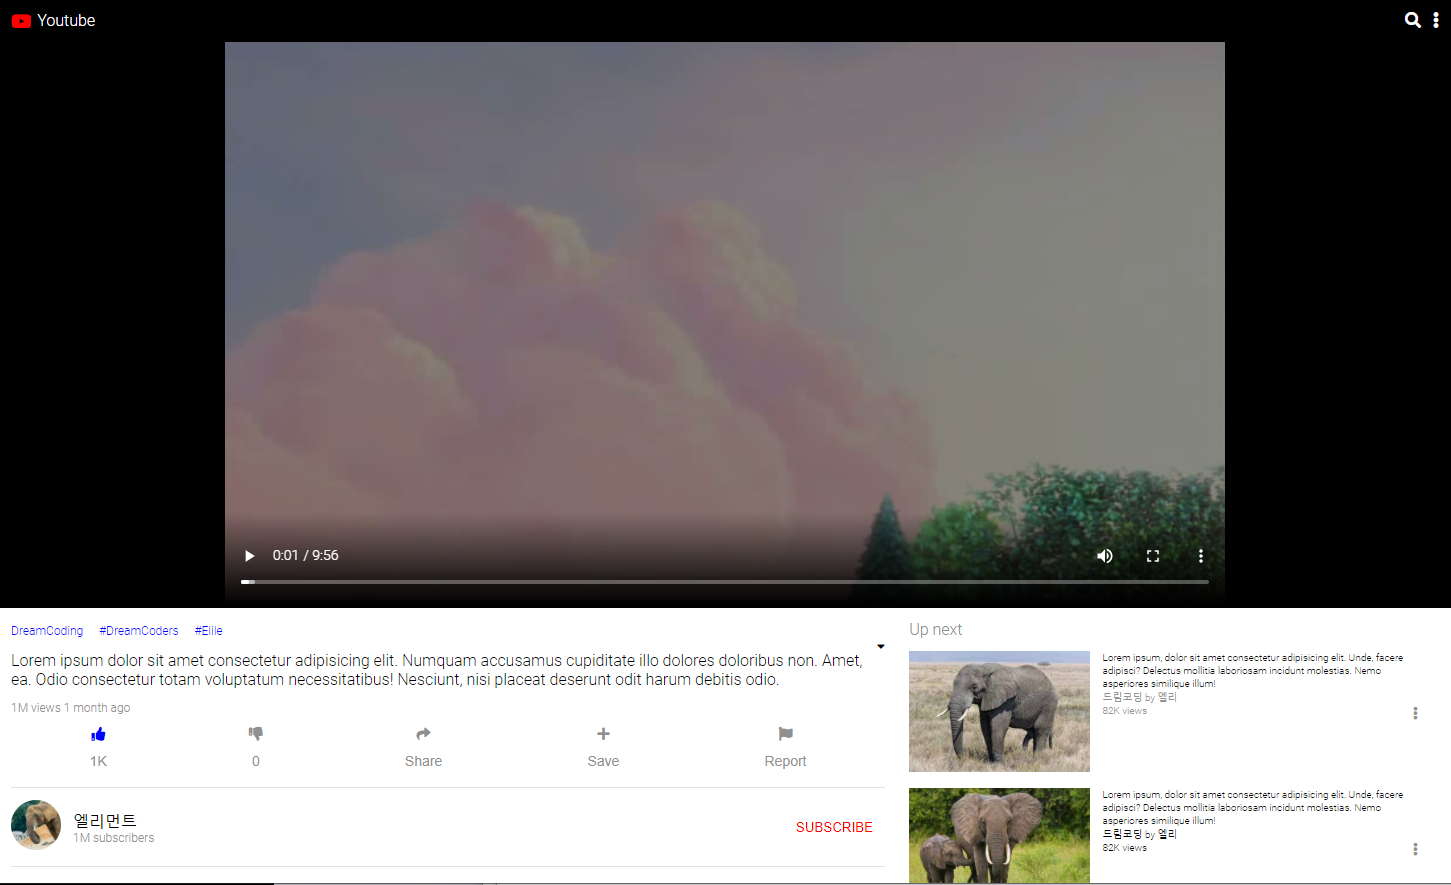 Youtube
0:01 / 9:56
DreamCoding #DreamCoders #Elile
Lorem ipsum dolor sit amet consectetur adipisicing elit. Numquam accusamus cupiditate illo dolores doloribus non. Amet,
ea. Odio consectetur totam voluptatum necessitatibus! Nesciunt, nisi placeat deserunt odit harum debitis odio.
1M views 1 month ago
1K 0 Share Save Report
엘리먼트
1M subscribers
SUBSCRIBE
Up next
Lorem ipsum, dolor sit amet consectetur adipisicing elit. Unde, facere
adipisci? Delectus mollitia laboriosam incidunt molestias. Nemo
asperiores similique illum!
드림코딩 by 엘리
82K views
Lorem ipsum, dolor sit amet consectetur adipisicing elit. Unde, facere
adipisci? Delectus mollitia laboriosam incidunt molestias. Nemo
asperiores similique illum!
드림코딩 by 엘리
82K views